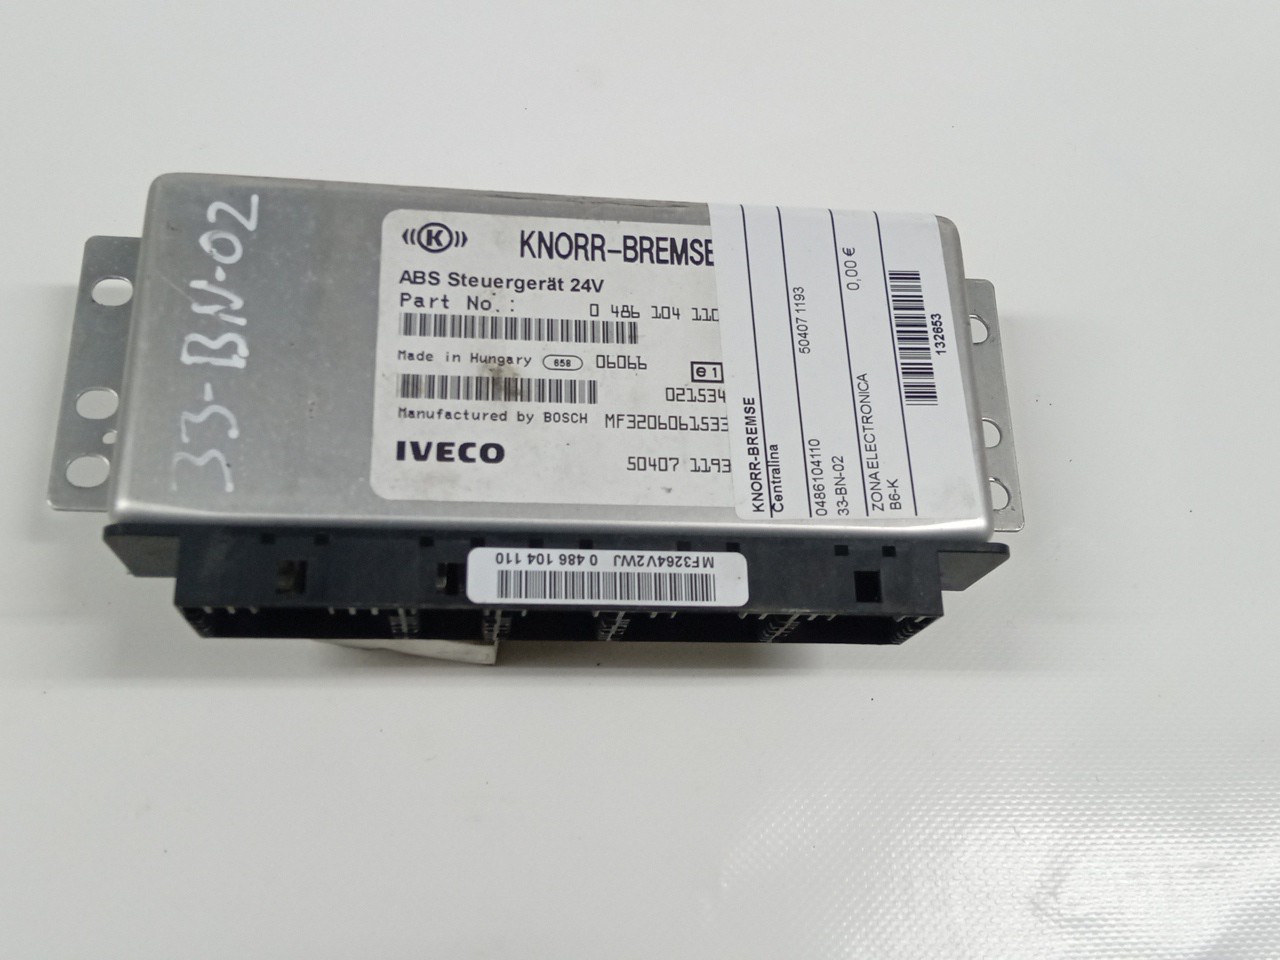 33-BN-02
K
KNORR-BREMSE
ABS Steuergerät 24V
Part No.: 0 486 104 110
Made in Hungary 658 06066 e1
021534
Manufactured by BOSCH MF3206061533
IVECO 50407 1193
KNORR-BREMSE
Centralina
50407 1193
0486104110
33-BN-02
0,00 €
ZONA ELECTRONICA
B6-K
132653
MF3264V2WJ 0 486 104 110